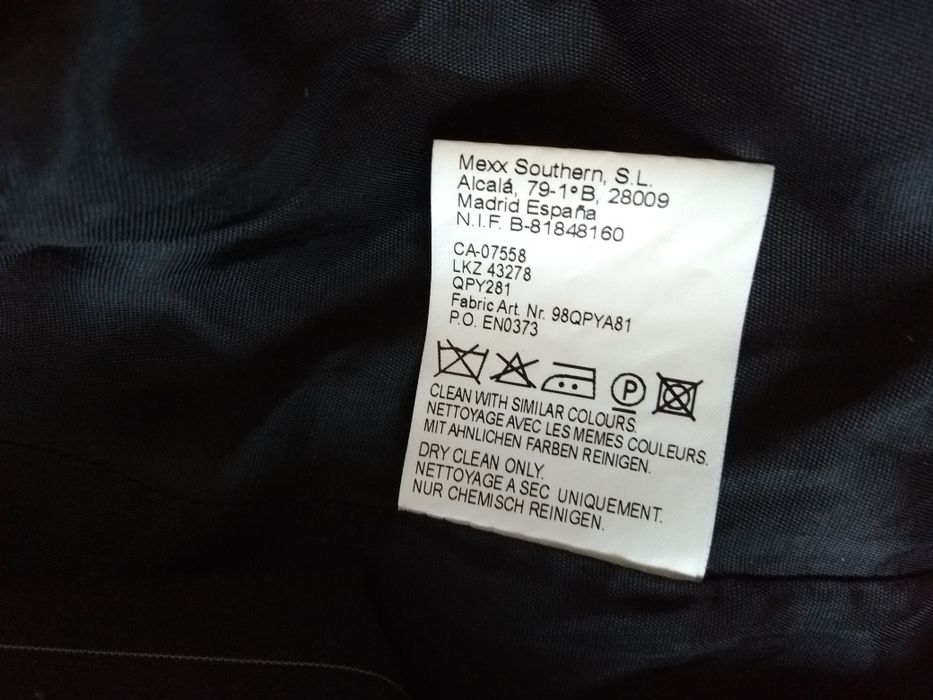 Mexx Southern, S.L.
Alcalá, 79-1ºB, 28009
Madrid España
N.I.F. B-81848160
CA-07558
LKZ 43278
QPY281
Fabric Art. Nr. 98QPYA81
P.O. EN0373
P
CLEAN WITH SIMILAR COLOURS.
NETTOYAGE AVEC LES MEMES COULEURS.
MIT AHNLICHEN FARBEN REINIGEN.
DRY CLEAN ONLY.
NETTOYAGE A SEC UNIQUEMENT.
NUR CHEMISCH REINIGEN.